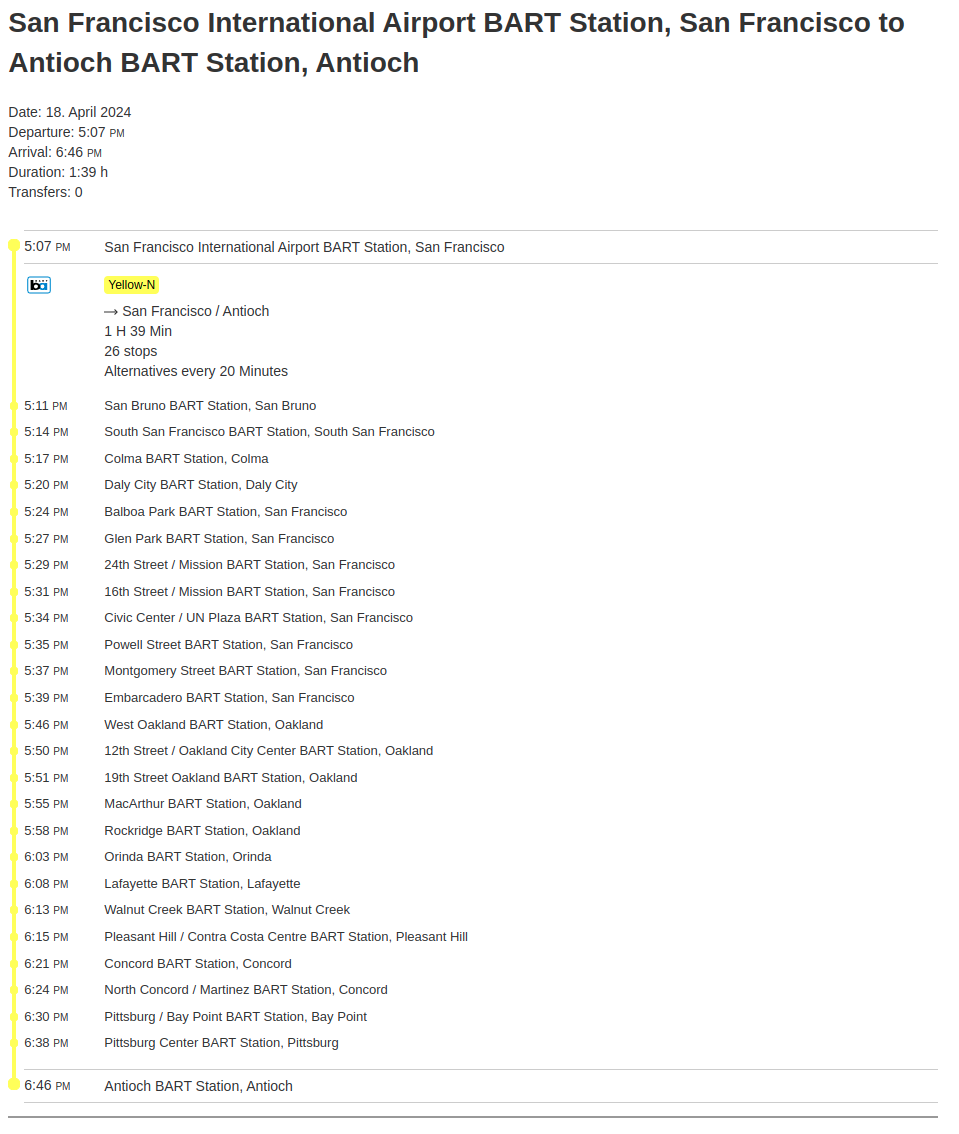 San Francisco International Airport BART Station, San Francisco to
Antioch BART Station, Antioch
Date: 18. April 2024
Departure: 5:07 PM
Arrival: 6:46 PM
Duration: 1:39 h
Transfers: 0
5:07 PM San Francisco International Airport BART Station, San Francisco
ba Yellow-N
→ San Francisco / Antioch
1 H 39 Min
26 stops
Alternatives every 20 Minutes
5:11 PM San Bruno BART Station, San Bruno
5:14 PM South San Francisco BART Station, South San Francisco
5:17 PM Colma BART Station, Colma
5:20 PM Daly City BART Station, Daly City
5:24 PM Balboa Park BART Station, San Francisco
5:27 PM Glen Park BART Station, San Francisco
5:29 PM 24th Street / Mission BART Station, San Francisco
5:31 PM 16th Street / Mission BART Station, San Francisco
5:34 PM Civic Center / UN Plaza BART Station, San Francisco
5:35 PM Powell Street BART Station, San Francisco
5:37 PM Montgomery Street BART Station, San Francisco
5:39 PM Embarcadero BART Station, San Francisco
5:46 PM West Oakland BART Station, Oakland
5:50 PM 12th Street / Oakland City Center BART Station, Oakland
5:51 PM 19th Street Oakland BART Station, Oakland
5:55 PM MacArthur BART Station, Oakland
5:58 PM Rockridge BART Station, Oakland
6:03 PM Orinda BART Station, Orinda
6:08 PM Lafayette BART Station, Lafayette
6:13 PM Walnut Creek BART Station, Walnut Creek
6:15 PM Pleasant Hill / Contra Costa Centre BART Station, Pleasant Hill
6:21 PM Concord BART Station, Concord
6:24 PM North Concord / Martinez BART Station, Concord
6:30 PM Pittsburg / Bay Point BART Station, Bay Point
6:38 PM Pittsburg Center BART Station, Pittsburg
6:46 PM Antioch BART Station, Antioch